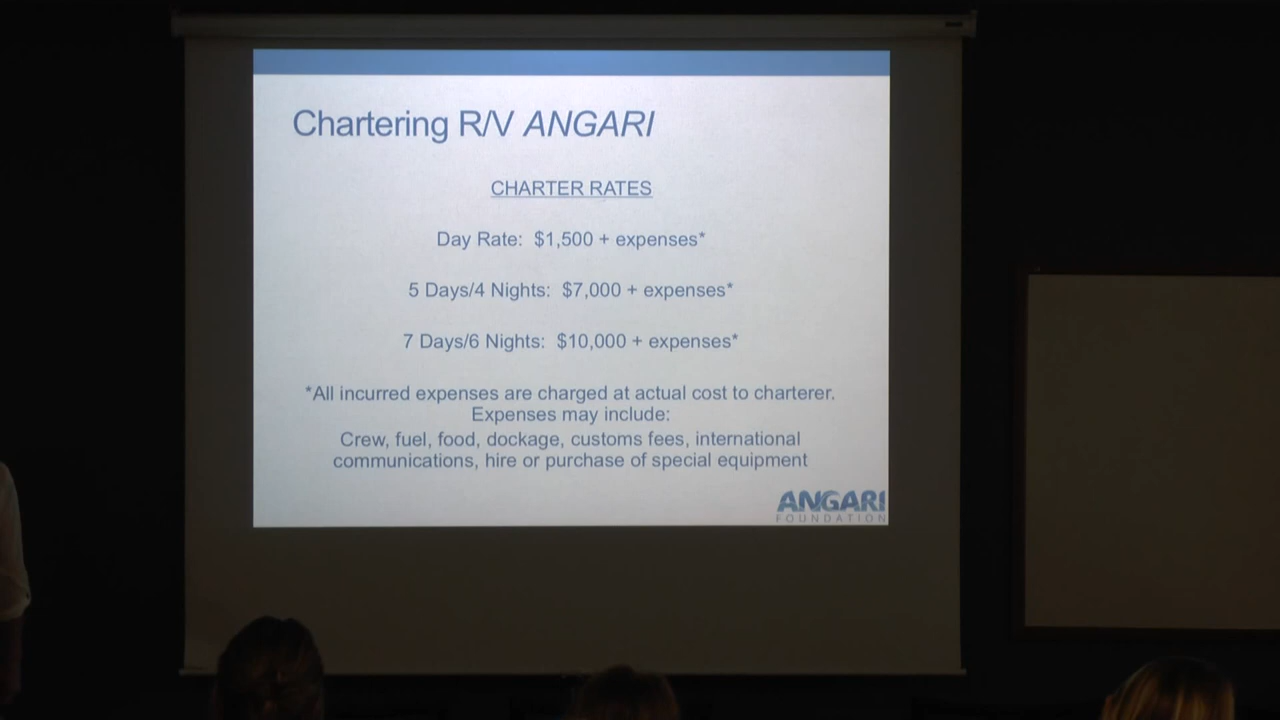 Chartering R/V ANGARI
CHARTER RATES
Day Rate: $1,500 + expenses*
5 Days/4 Nights: $7,000 + expenses*
7 Days/6 Nights: $10,000 + expenses*
*All incurred expenses are charged at actual cost to charterer.
Expenses may include:
Crew, fuel, food, dockage, customs fees, international
communications, hire or purchase of special equipment
ANGARI
FOUNDATION